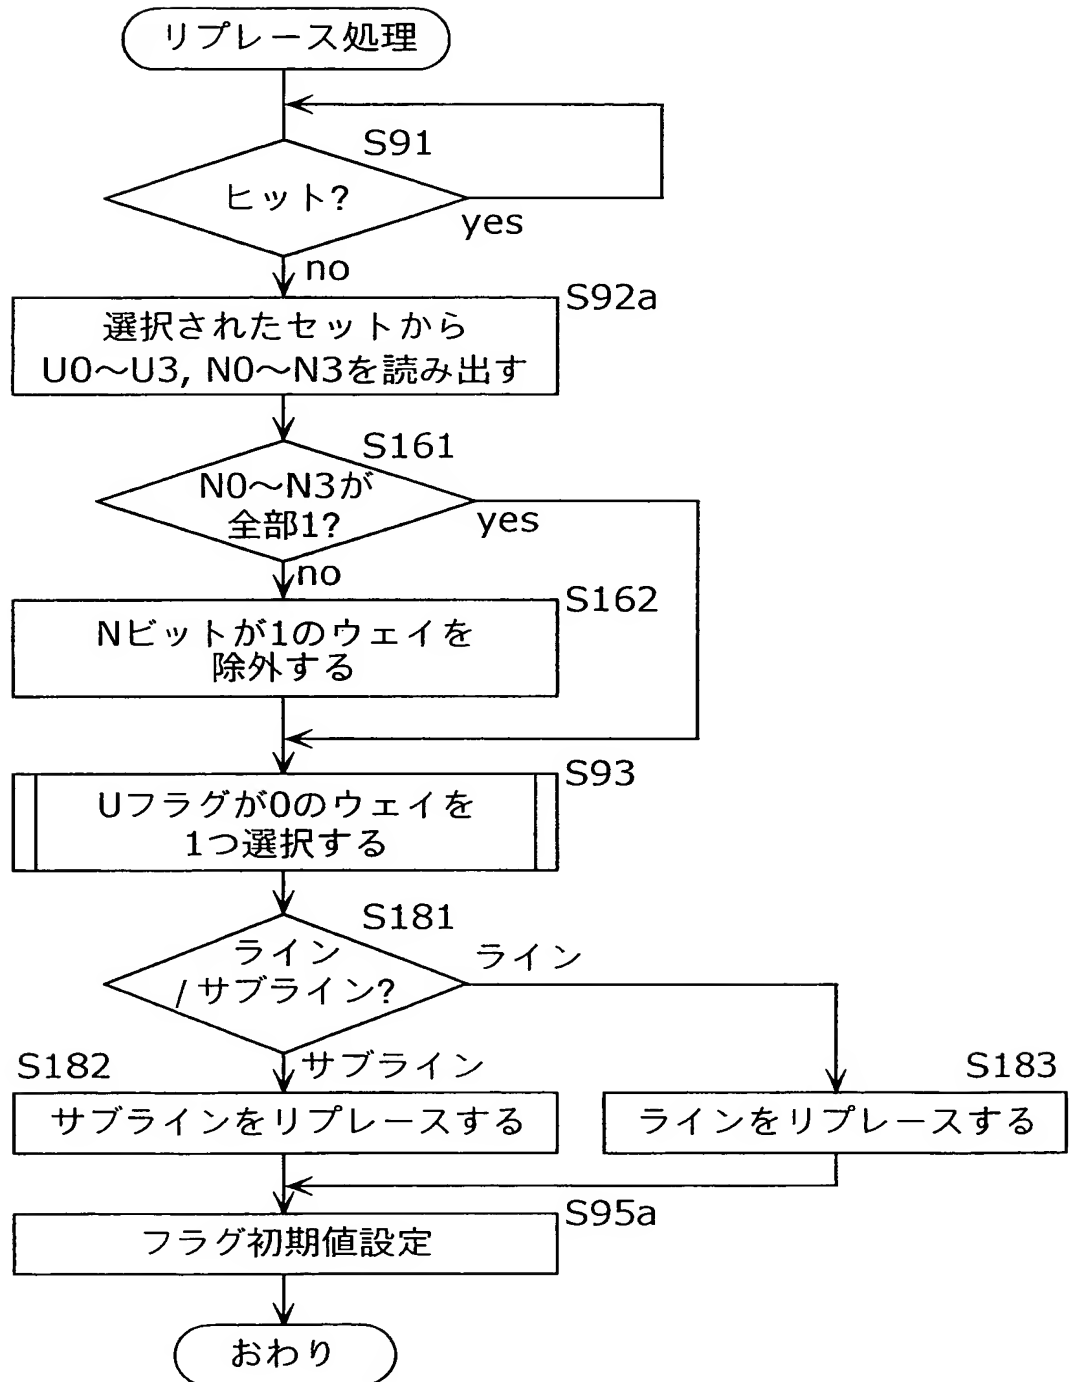 リプレース処理
S91
ヒット?
yes
no
S92a
選択されたセットから
U0～U3, N0～N3を読み出す
S161
N0～N3が
全部1?
yes
no
S162
Nビットが1のウェイを
除外する
S93
Uフラグが0のウェイを
1つ選択する
S181
ライン
/サブライン?
ライン
サブライン
S182
サブラインをリプレースする
S183
ラインをリプレースする
S95a
フラグ初期値設定
おわり